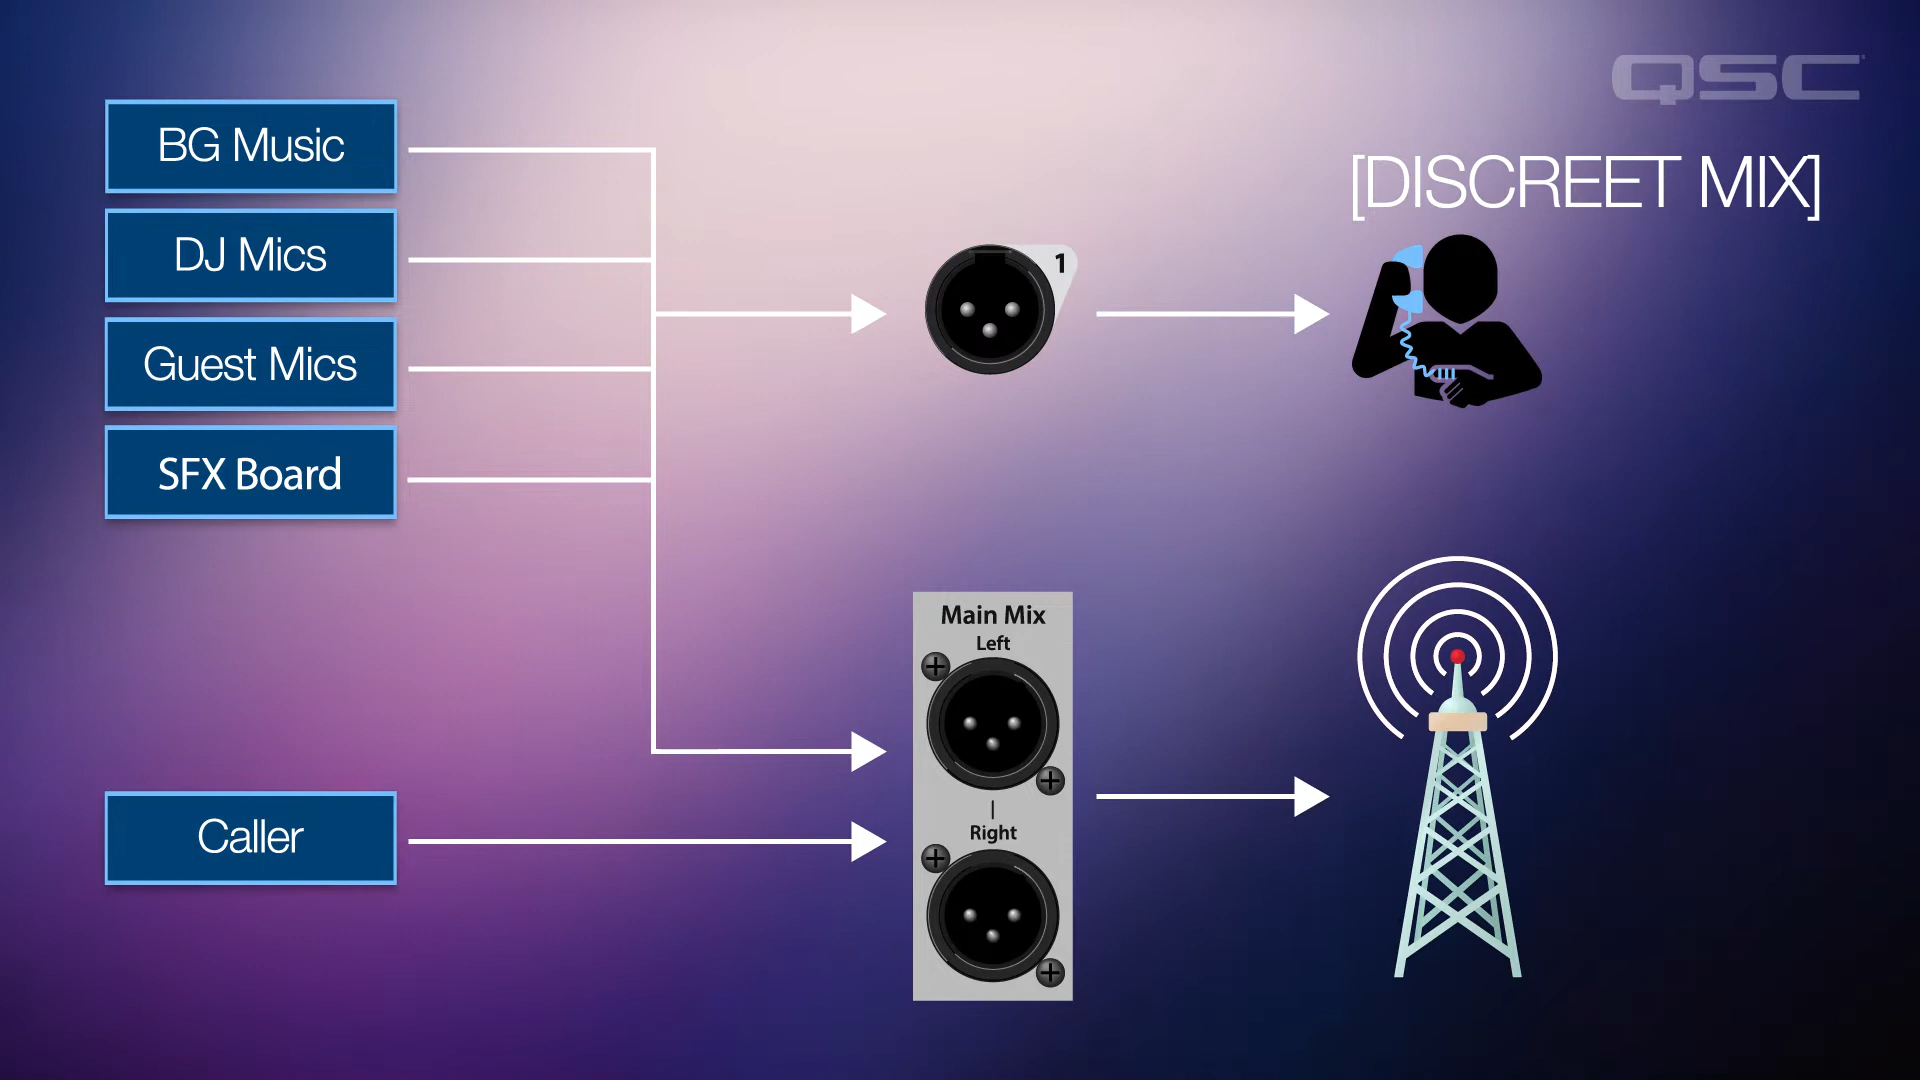 QSC
BG Music
DJ Mics
Guest Mics
SFX Board
Caller
1
[DISCREET MIX]
Main Mix
Left
Right